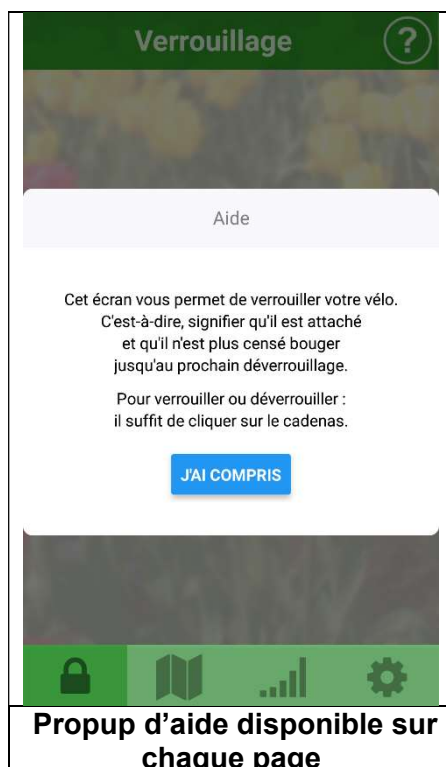 Verrouillage ?
Aide
Cet écran vous permet de verrouiller votre vélo.
C'est-à-dire, signifier qu'il est attaché
et qu'il n'est plus censé bouger
jusqu'au prochain déverrouillage.
Pour verrouiller ou déverrouiller :
il suffit de cliquer sur le cadenas.
J'AI COMPRIS
Propup d'aide disponible sur
chaque page